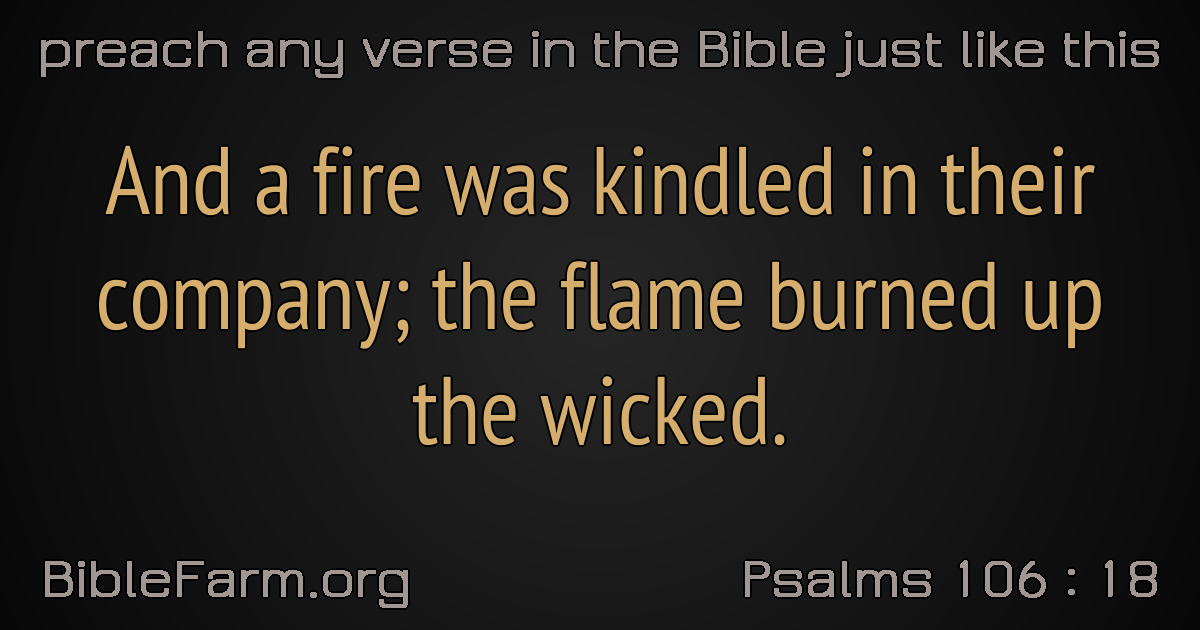 preach any verse in the Bible just like this
And a fire was kindled in their
company; the flame burned up
the wicked.
BibleFarm.org
Psalms 106 : 18